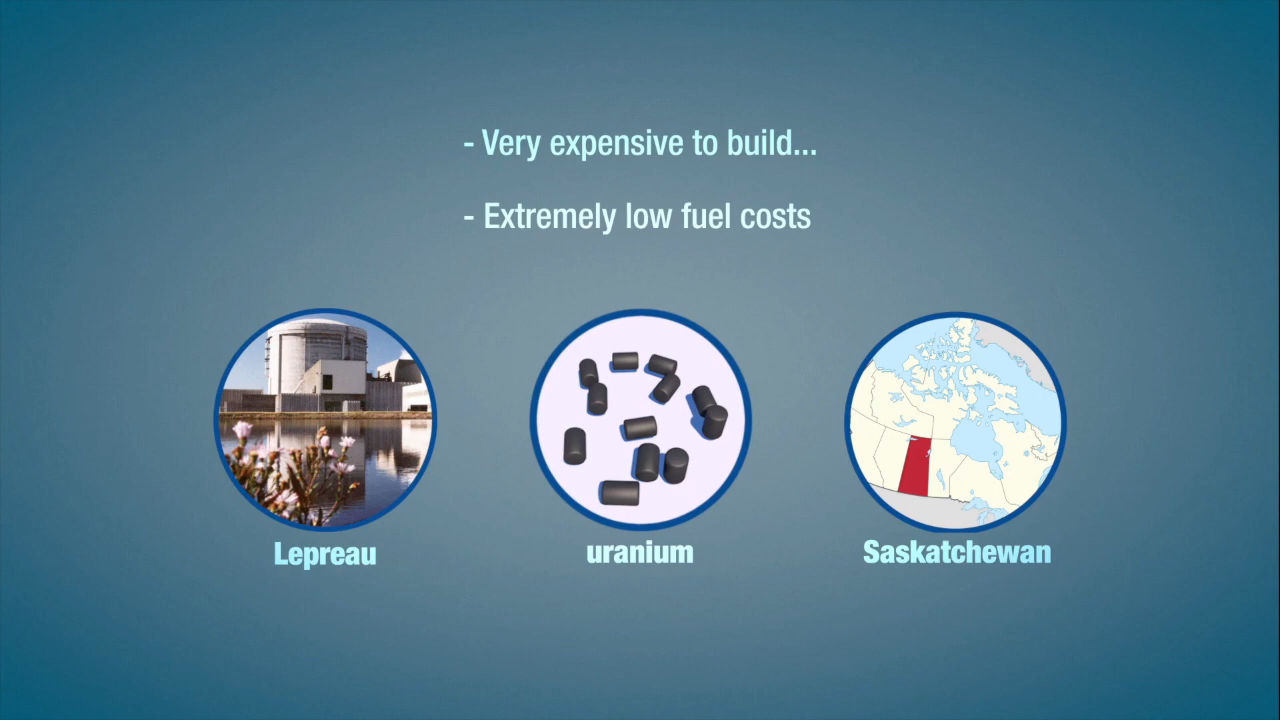 - Very expensive to build...
- Extremely low fuel costs
Lepreau
uranium
Saskatchewan